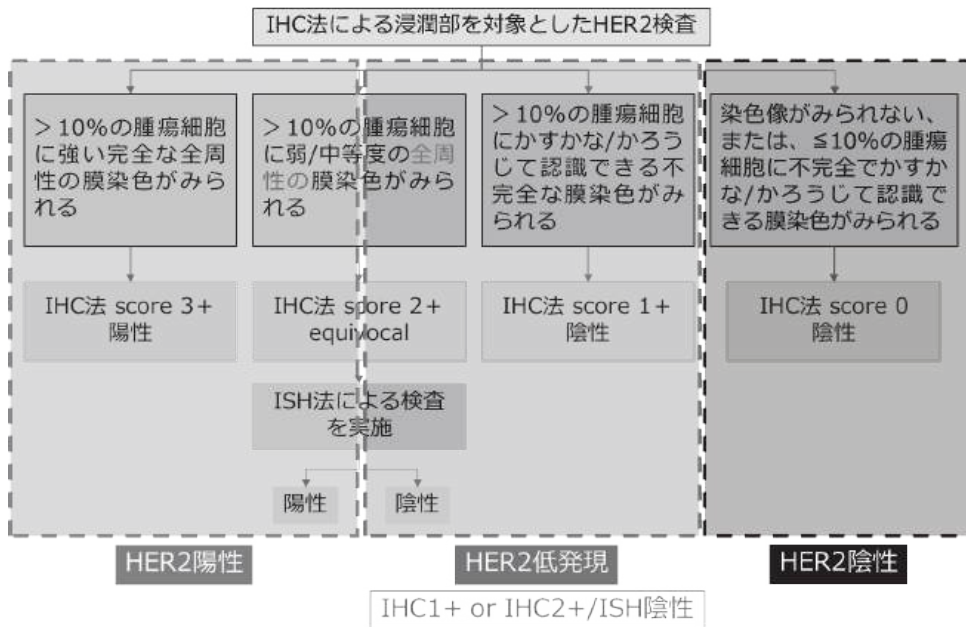 IHC法による浸潤部を対象としたHER2検査
＞10%の腫瘍細胞
に強い完全な全周
性の膜染色がみら
れる
＞10%の腫瘍細胞
に弱/中等度の全周
性の膜染色がみら
れる
＞10%の腫瘍細胞
にかすかな/かろう
じて認識できる不
完全な膜染色がみ
られる
染色像がみられない、
または、≦10%の腫瘍
細胞に不完全でかすか
な/かろうじて認識で
きる膜染色がみられる
IHC法 score 3+
陽性
IHC法 score 2+
equivocal
IHC法 score 1+
陰性
IHC法 score 0
陰性
ISH法による検査
を実施
陽性
陰性
HER2陽性
HER2低発現
HER2陰性
IHC1+ or IHC2+/ISH陰性